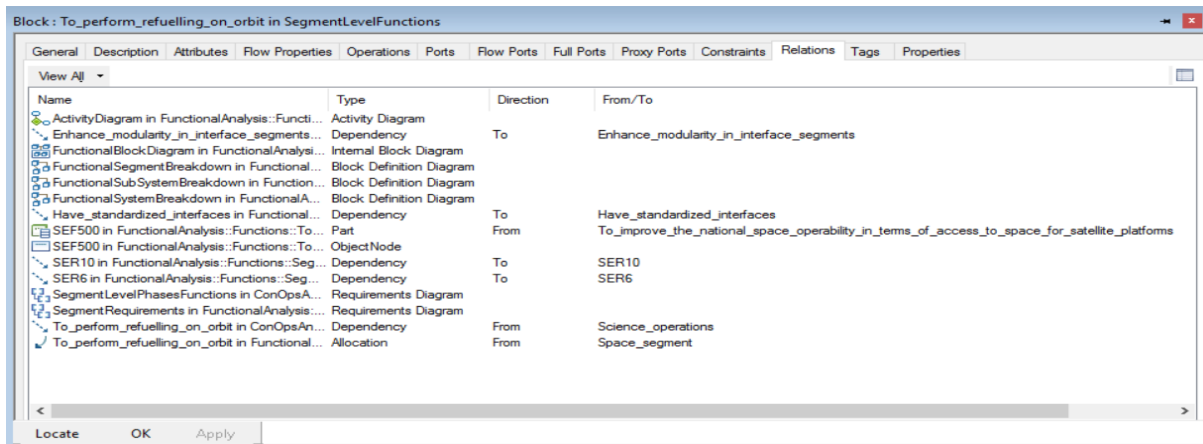 Block : To_perform_refuelling_on_orbit in SegmentLevelFunctions
General Description Attributes Flow Properties Operations Ports Flow Ports Full Ports Proxy Ports Constraints Relations Tags Properties
View All
Name Type Direction From/To
ActivityDiagram in FunctionalAnalysis::Functi... Activity Diagram
Enhance_modularity_in_interface_segments... Dependency To Enhance_modularity_in_interface_segments
FunctionalBlockDiagram in FunctionalAnalysi... Internal Block Diagram
FunctionalSegmentBreakdown in Functional... Block Definition Diagram
FunctionalSubSystemBreakdown in Function... Block Definition Diagram
FunctionalSystemBreakdown in FunctionalA... Block Definition Diagram
Have_standardized_interfaces in Functional... Dependency To Have_standardized_interfaces
SEF500 in FunctionalAnalysis::Functions::To... Part From To_improve_the_national_space_operability_in_terms_of_access_to_space_for_satellite_platforms
SEF500 in FunctionalAnalysis::Functions::To... ObjectNode
SER10 in FunctionalAnalysis::Functions::Seg... Dependency To SER10
SER6 in FunctionalAnalysis::Functions::Seg... Dependency To SER6
SegmentLevelPhasesFunctions in ConOpsA... Requirements Diagram
SegmentRequirements in FunctionalAnalysis:... Requirements Diagram
To_perform_refuelling_on_orbit in ConOpsAn... Dependency From Science_operations
To_perform_refuelling_on_orbit in Functional... Allocation From Space_segment
Locate OK Apply